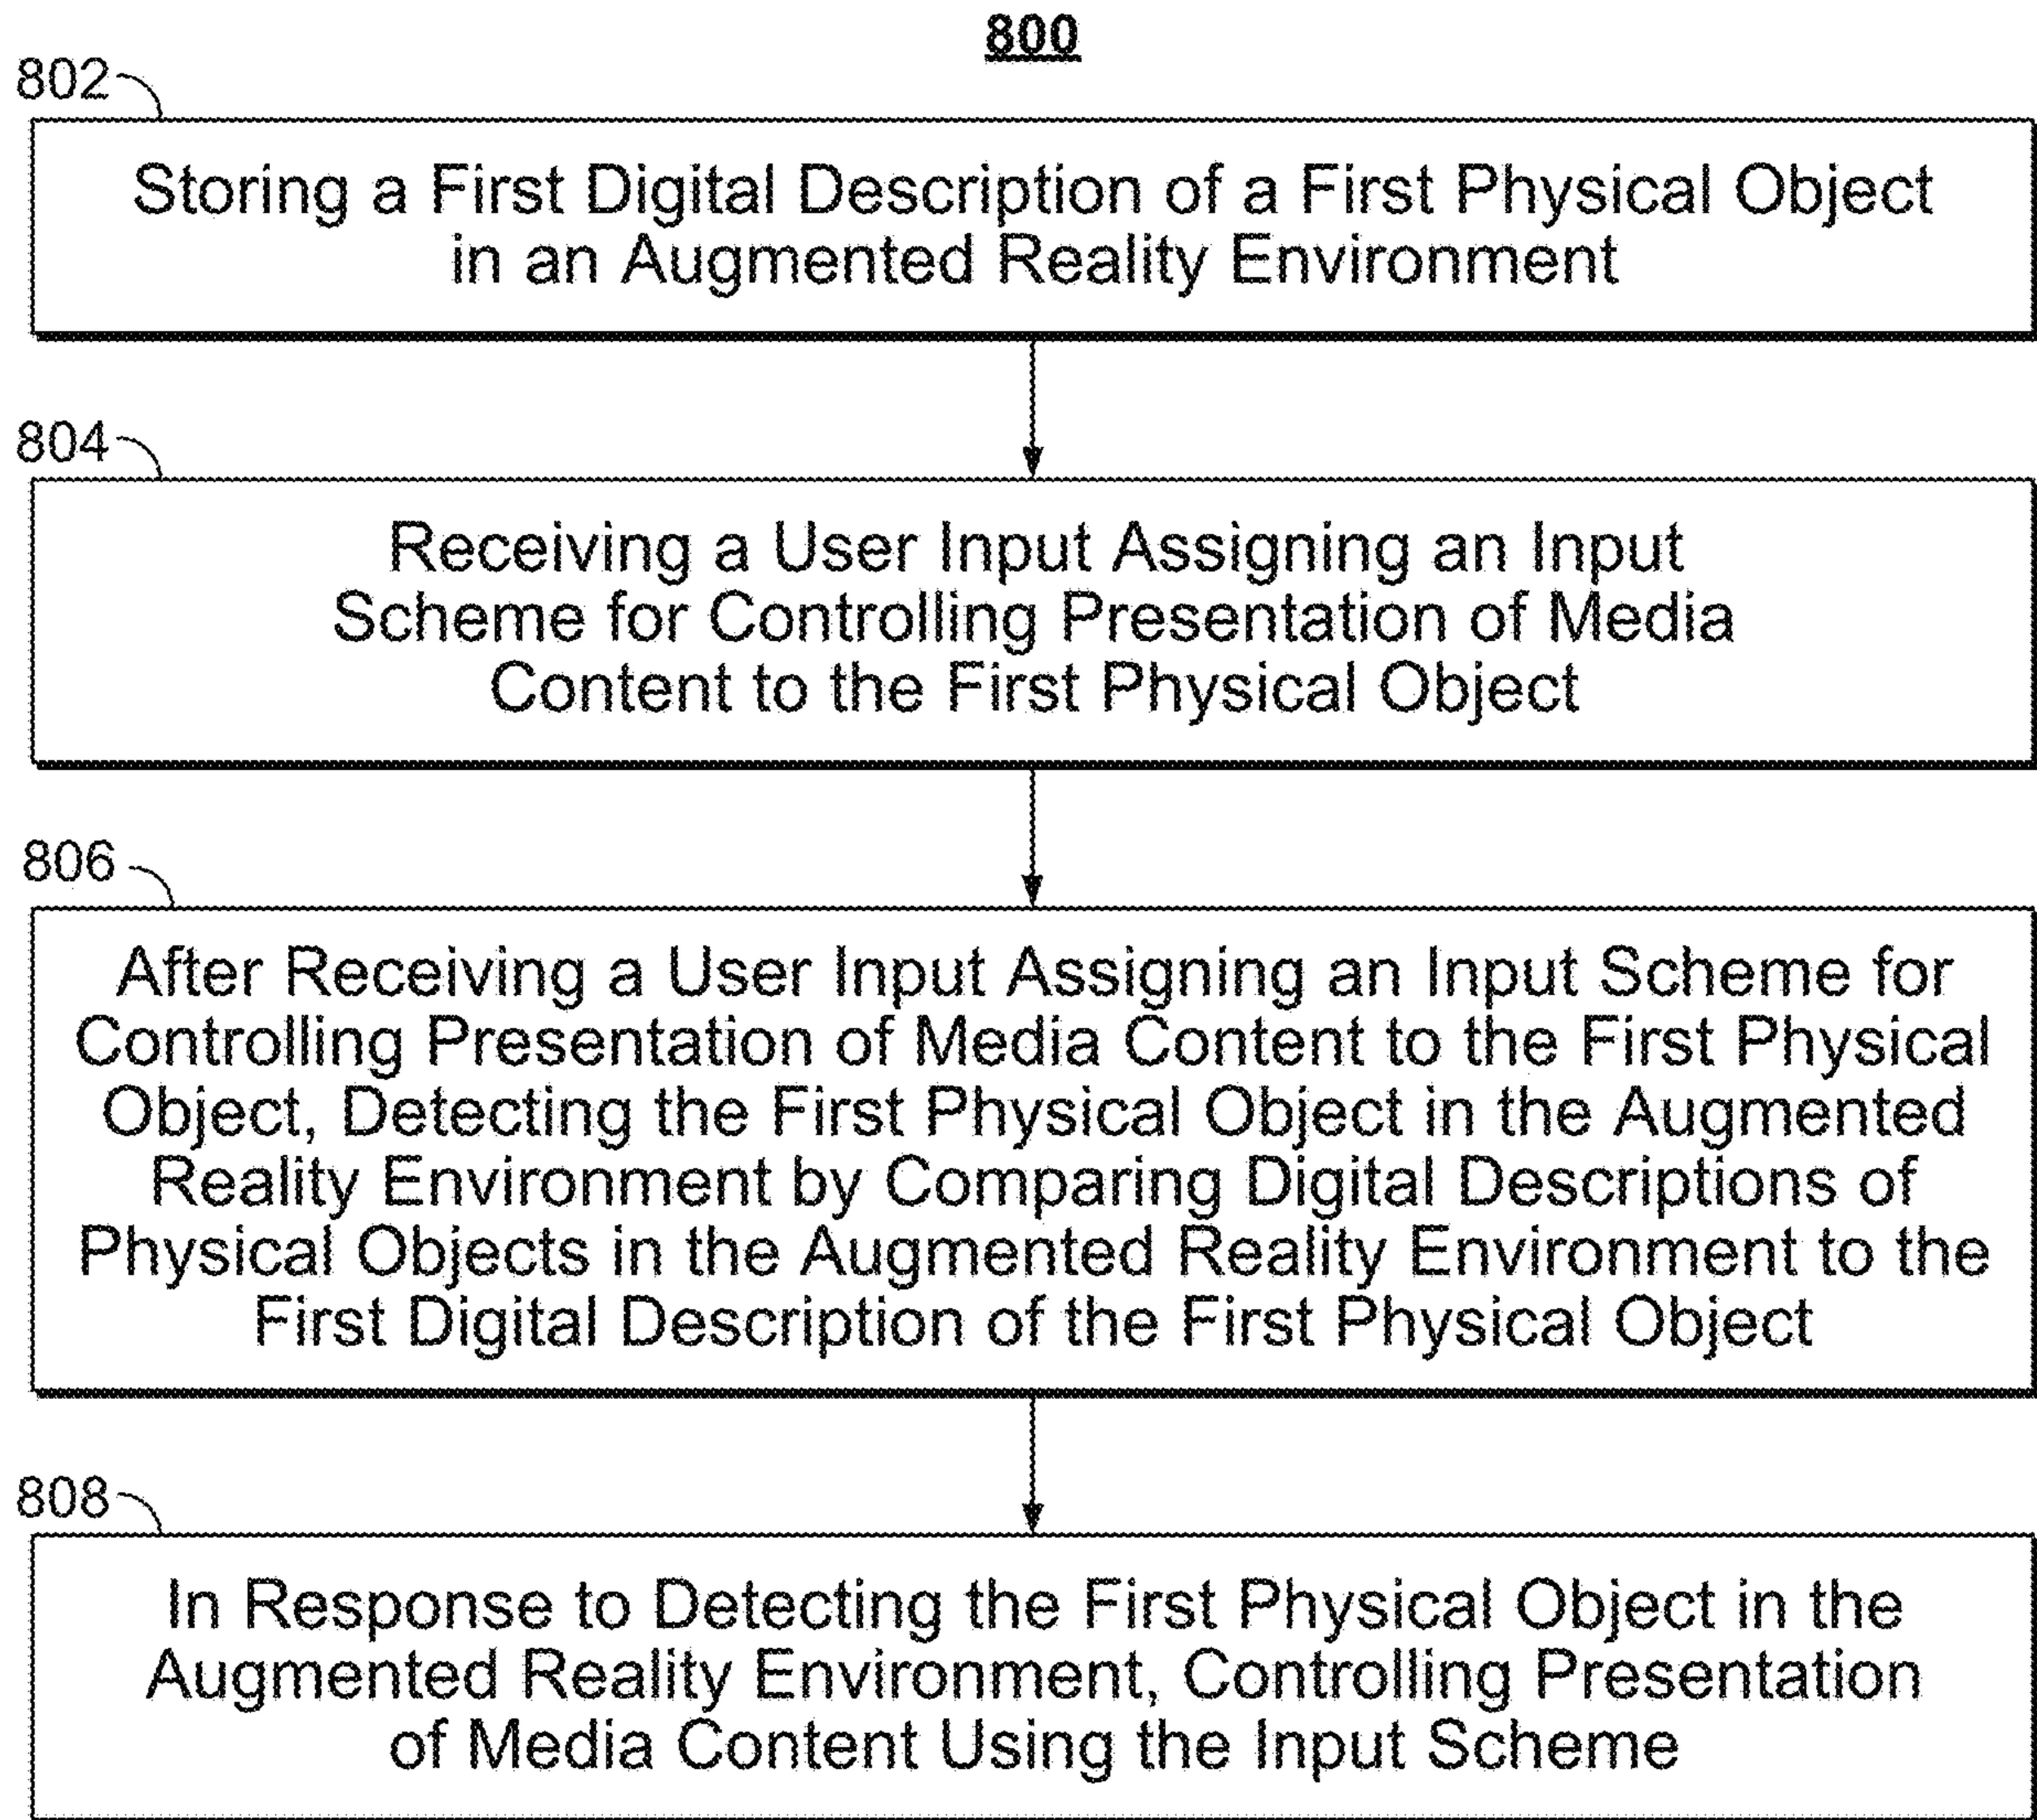 800
802
Storing a First Digital Description of a First Physical Object
in an Augmented Reality Environment
804
Receiving a User Input Assigning an Input
Scheme for Controlling Presentation of Media
Content to the First Physical Object
806
After Receiving a User Input Assigning an Input Scheme for
Controlling Presentation of Media Content to the First Physical
Object, Detecting the First Physical Object in the Augmented
Reality Environment by Comparing Digital Descriptions of
Physical Objects in the Augmented Reality Environment to the
First Digital Description of the First Physical Object
808
In Response to Detecting the First Physical Object in the
Augmented Reality Environment, Controlling Presentation
of Media Content Using the Input Scheme